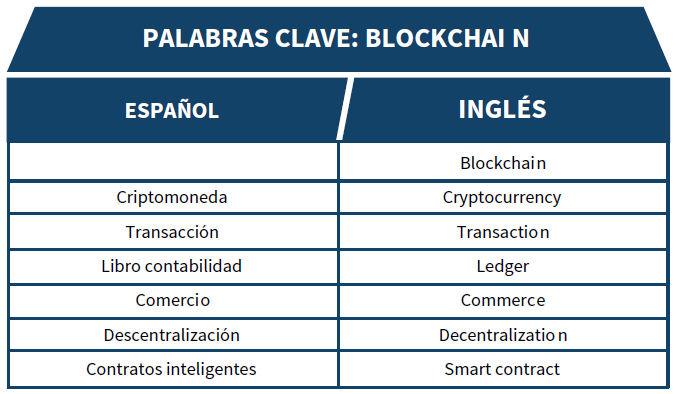 PALABRAS CLAVE: BLOCKCHAI N
ESPAÑOL INGLÉS
Blockchain
Criptomoneda Cryptocurrency
Transacción Transaction
Libro contabilidad Ledger
Comercio Commerce
Descentralización Decentralization
Contratos inteligentes Smart contract